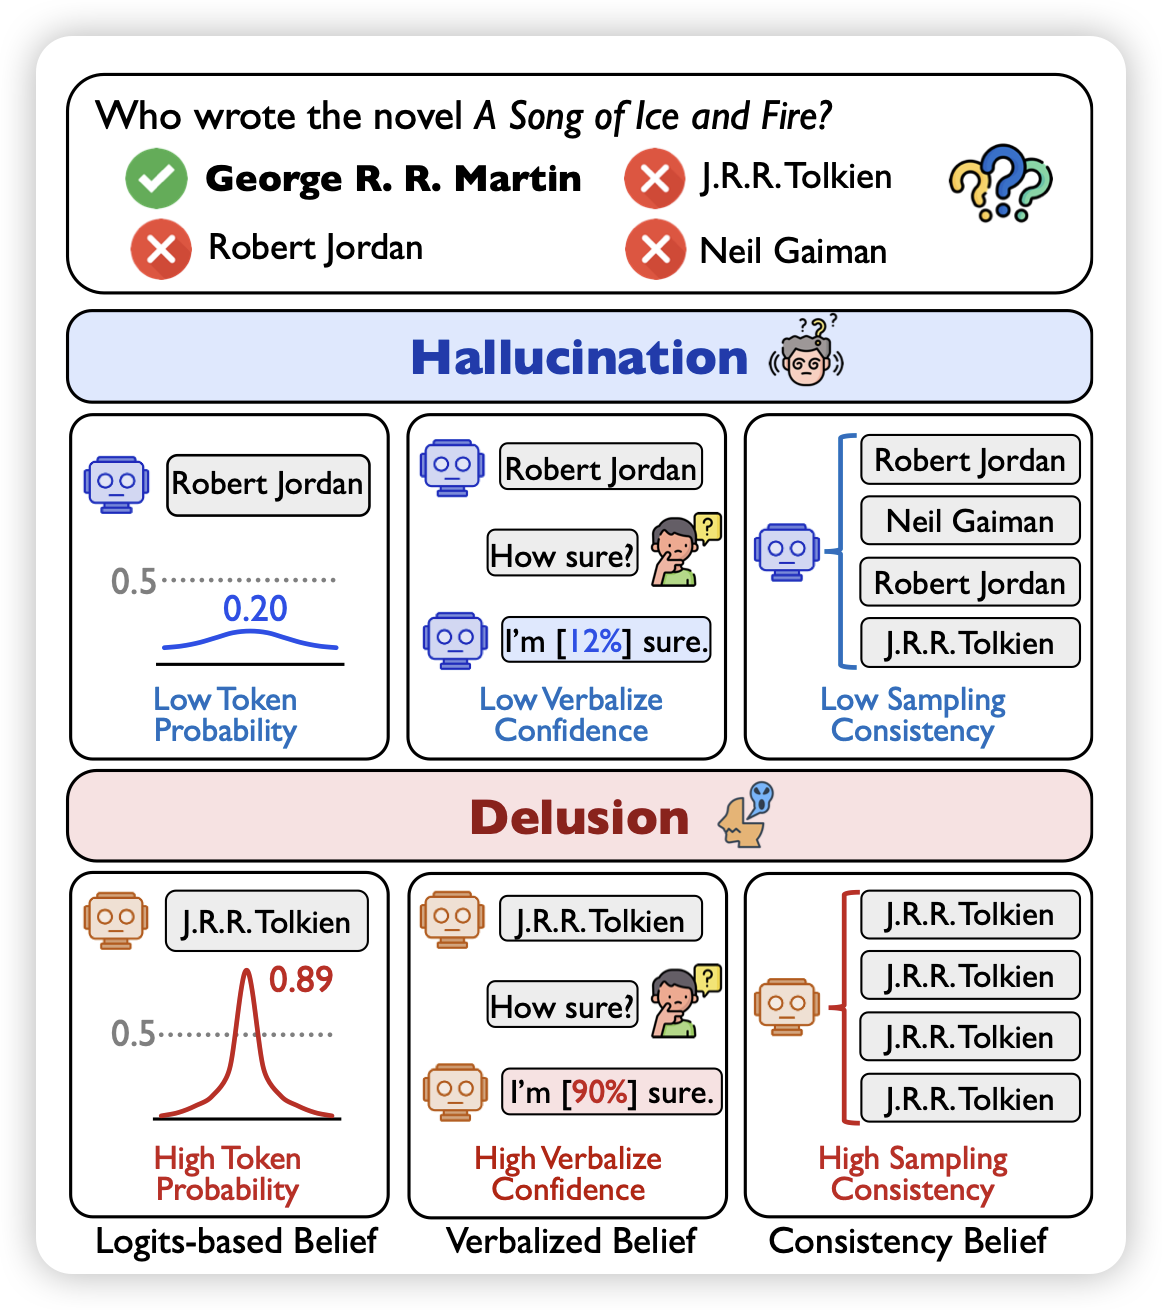 Who wrote the novel A Song of Ice and Fire?
George R. R. Martin
J.R.R. Tolkien
Robert Jordan
Neil Gaiman
Hallucination
Robert Jordan
0.5
0.20
Low Token
Probability
Robert Jordan
How sure?
I'm [12%] sure.
Low Verbalize
Confidence
Robert Jordan
Neil Gaiman
Robert Jordan
J.R.R. Tolkien
Low Sampling
Consistency
Delusion
J.R.R. Tolkien
0.89
0.5
High Token
Probability
J.R.R. Tolkien
How sure?
I'm [90%] sure.
High Verbalize
Confidence
J.R.R. Tolkien
J.R.R. Tolkien
J.R.R. Tolkien
J.R.R. Tolkien
High Sampling
Consistency
Logits-based Belief
Verbalized Belief
Consistency Belief